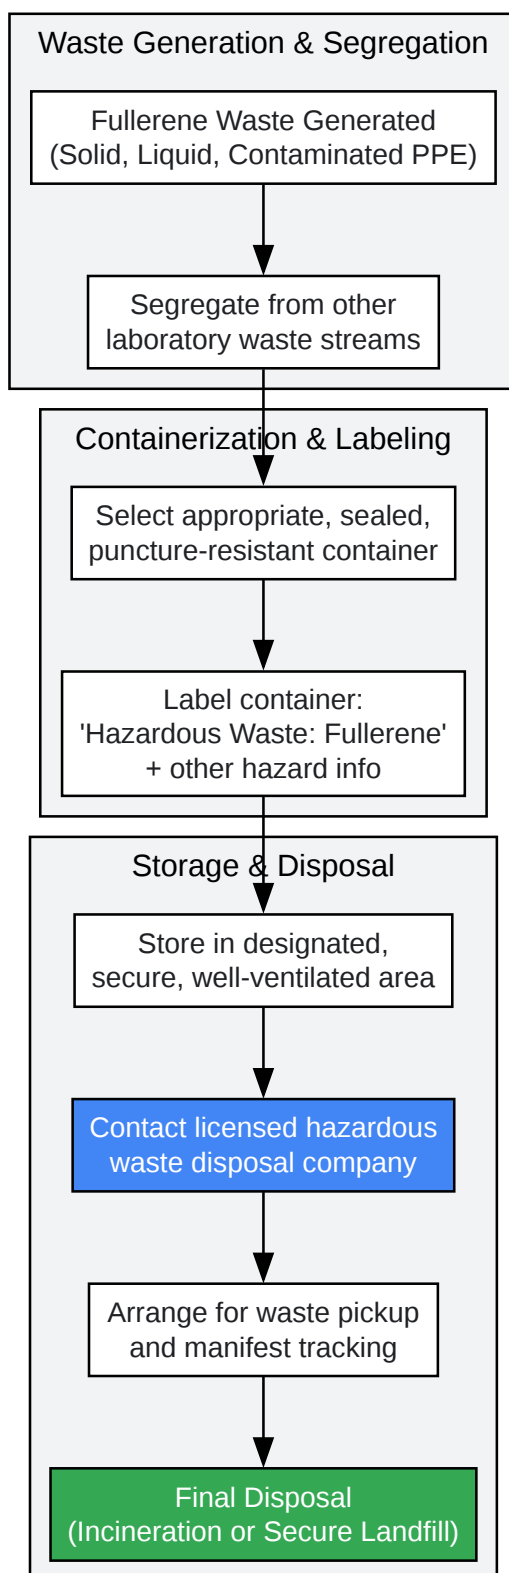 Waste Generation & Segregation
Fullerene Waste Generated
(Solid, Liquid, Contaminated PPE)
Segregate from other
laboratory waste streams
Containerization & Labeling
Select appropriate, sealed,
puncture-resistant container
Label container:
'Hazardous Waste: Fullerene'
+ other hazard info
Storage & Disposal
Store in designated,
secure, well-ventilated area
Contact licensed hazardous
waste disposal company
Arrange for waste pickup
and manifest tracking
Final Disposal
(Incineration or Secure Landfill)